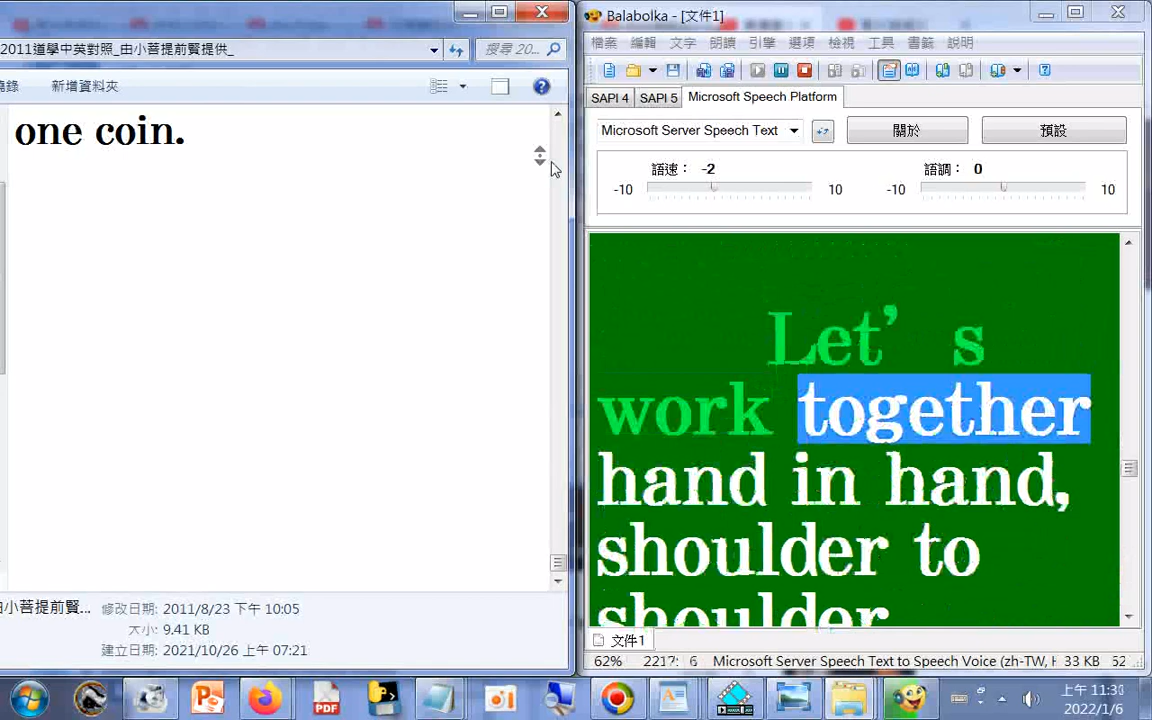 2011道學中英對照_由小菩提前賢提供_
搜尋 20...
新增資料夾
one coin.
修改日期: 2011/8/23 下午 10:05
大小: 9.41 KB
建立日期: 2021/10/26 上午 07:21
Balabolka - [文件1]
檔案 編輯 文字 朗讀 引擎 選項 檢視 工具 書籤 說明
SAPI 4 SAPI 5 Microsoft Speech Platform
Microsoft Server Speech Text 關於 預設
語速： -2 語調： 0
-10 10 -10 10
Let’s
work together
hand in hand,
shoulder to
shoulder
文件1
62% 2217: 6 Microsoft Server Speech Text to Speech Voice (zh-TW, H 33 KB 52
PDF
上午 11:30
2022/1/6